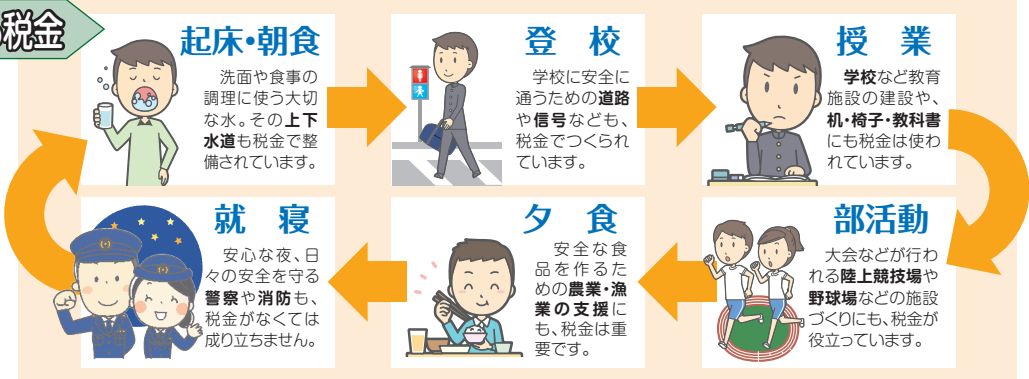 税金
起床・朝食
洗面や食事の
調理に使う大切
な水。その上下
水道も税金で整
備されています。
登 校
学校に安全に
通うための道路
や信号なども、
税金でつくられ
ています。
授 業
学校など教育
施設の建設や、
机・椅子・教科書
にも税金は使わ
れています。
部活動
大会などが行わ
れる陸上競技場や
野球場などの施設
づくりにも、税金が
役立っています。
夕 食
安全な食
品を作るた
めの農業・漁
業の支援に
も、税金は重
要です。
就 寝
安心な夜、日
々の安全を守る
警察や消防も、
税金がなくては
成り立ちません。